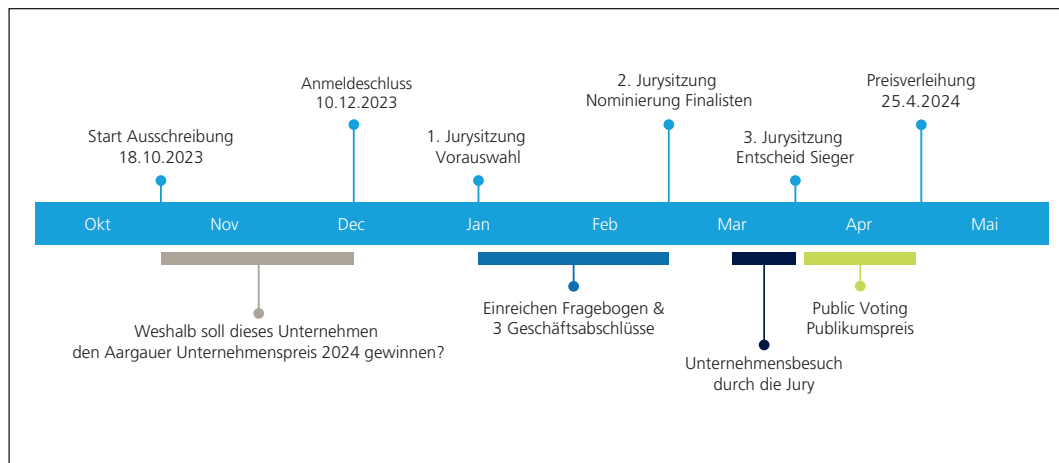 Start Ausschreibung
18.10.2023
Anmeldeschluss
10.12.2023
1. Jurysitzung
Vorauswahl
2. Jurysitzung
Nominierung Finalisten
3. Jurysitzung
Entscheid Sieger
Preisverleihung
25.4.2024
Okt Nov Dec Jan Feb Mar Apr Mai
Weshalb soll dieses Unternehmen
den Aargauer Unternehmenspreis 2024 gewinnen?
Einreichen Fragebogen &
3 Geschäftsabschlüsse
Unternehmensbesuch
durch die Jury
Public Voting
Publikumspreis